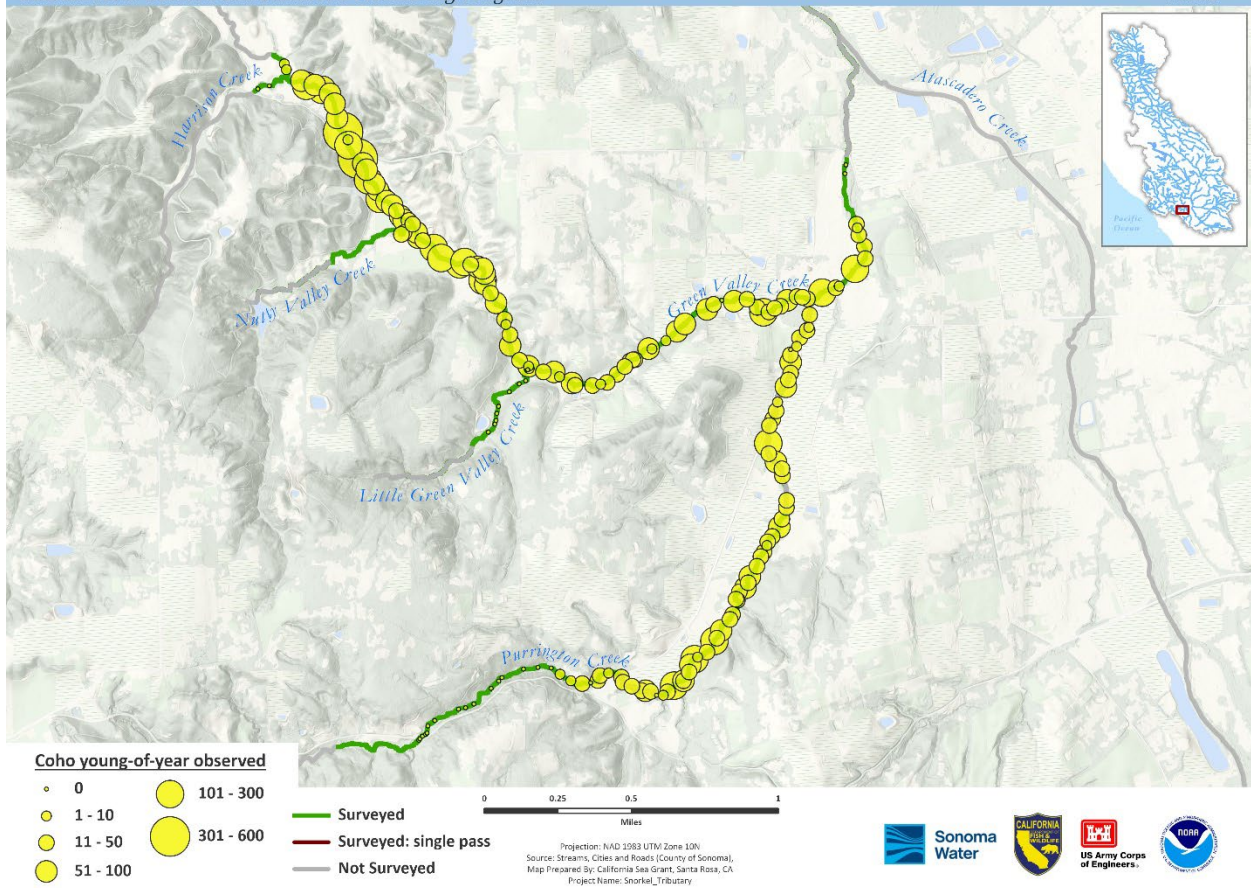 Harrison Creek
Atascadero Creek
Pacific
Ocean
Nutty Valley Creek
Green Valley Creek
Little Green Valley Creek
Purrington Creek
Coho young-of-year observed
0
1 - 10
11 - 50
51 - 100
101 - 300
301 - 600
Surveyed
Surveyed: single pass
Not Surveyed
0 0.25 0.5 1
Miles
Projection: NAD 1983 UTM Zone 10N
Source: Streams, Cities and Roads (County of Sonoma),
Map Prepared By: California Sea Grant, Santa Rosa, CA
Project Name: Snorkel_Tributary
Sonoma
Water
CALIFORNIA
FISH &
WILDLIFE
US Army Corps
of Engineers®
NOAA